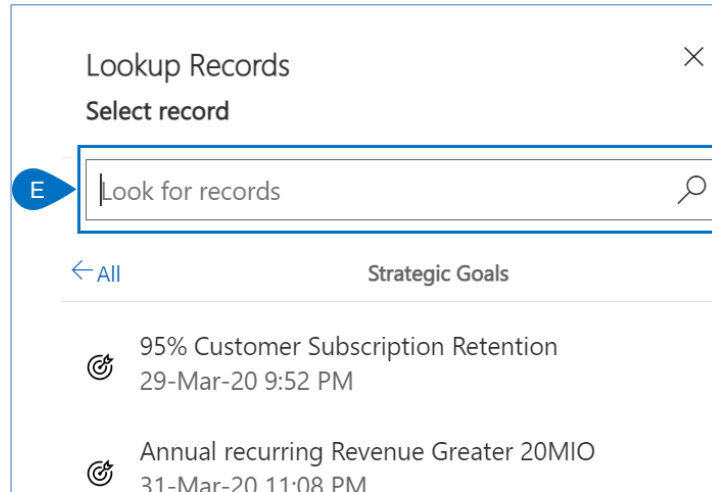 Lookup Records
Select record
E
Look for records
All
Strategic Goals
95% Customer Subscription Retention
29-Mar-20 9:52 PM
Annual recurring Revenue Greater 20MIO
31-Mar-20 11:08 PM